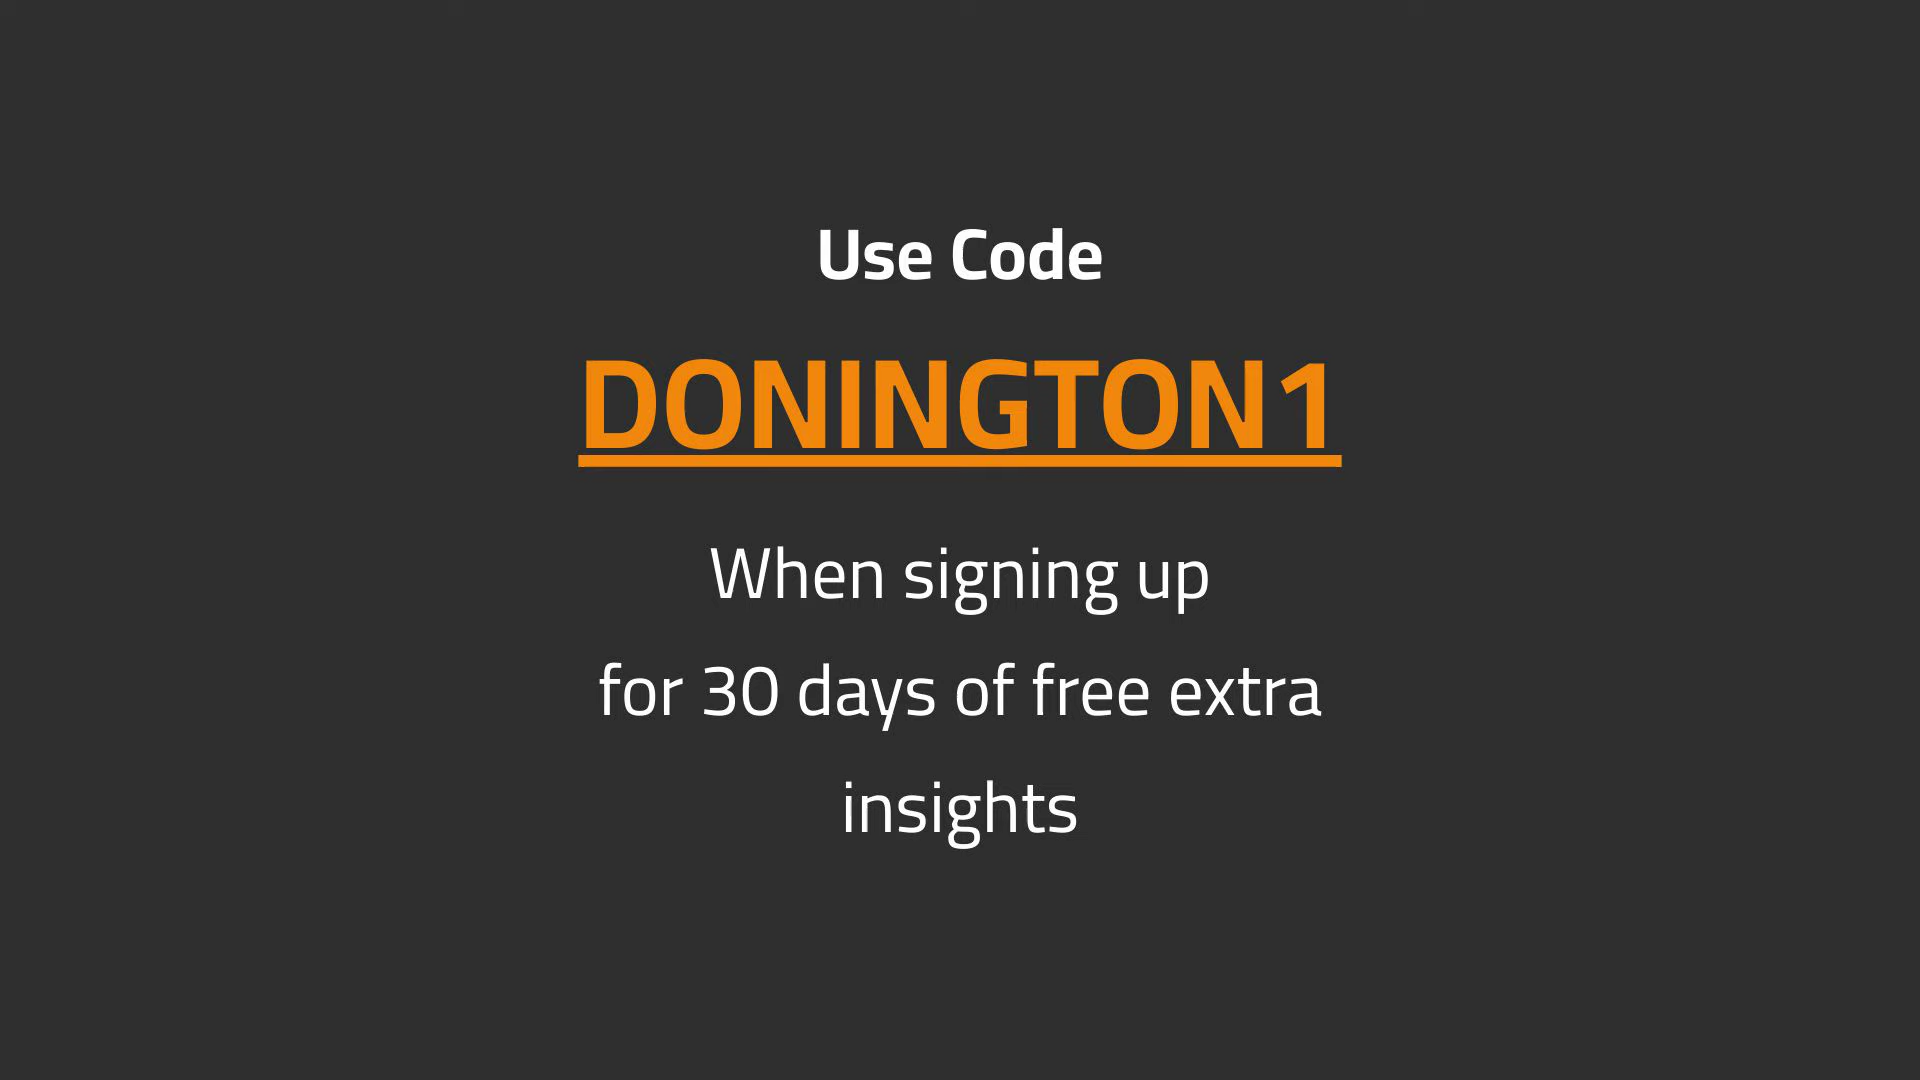 Use Code
DONINGTON1
When signing up
for 30 days of free extra
insights